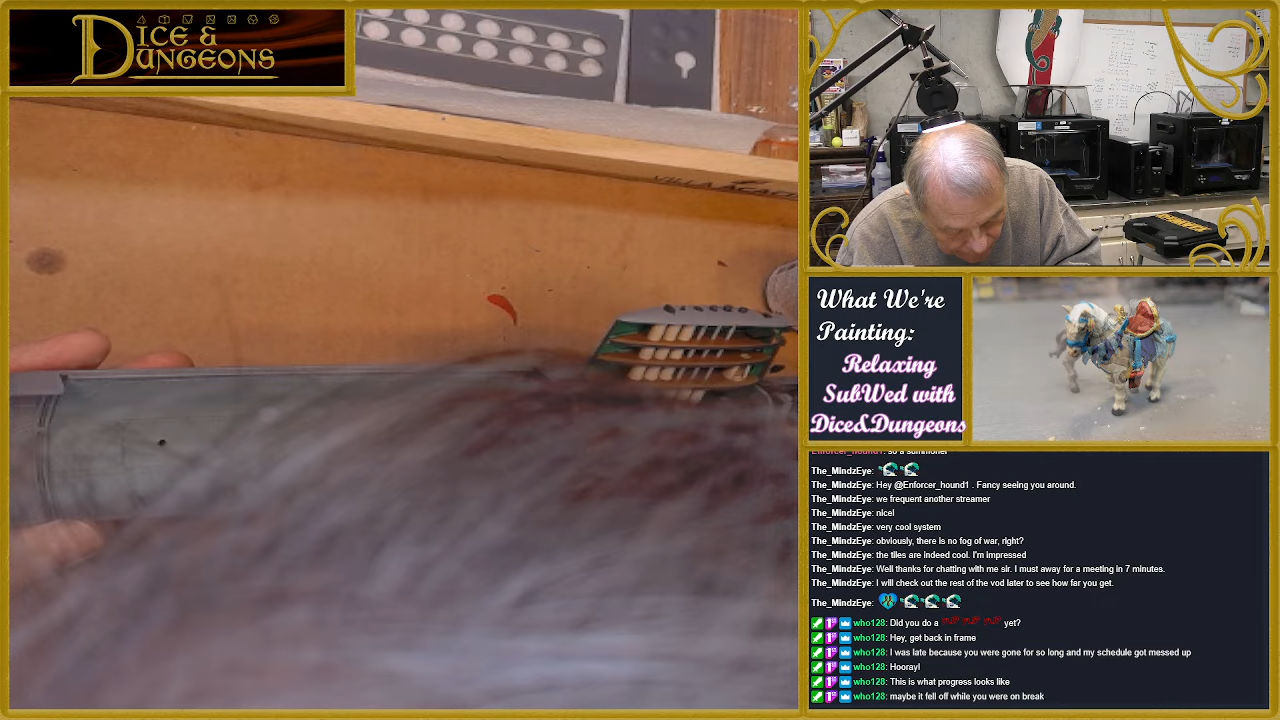 Dice &
Dungeons
What We're
Painting:
Relaxing
SubWed with
Dice&Dungeons
Enforcer_hound1: so a summoner
The_MindzEye:
The_MindzEye: Hey @Enforcer_hound1 . Fancy seeing you around.
The_MindzEye: we frequent another streamer
The_MindzEye: nice!
The_MindzEye: very cool system
The_MindzEye: obviously, there is no fog of war, right?
The_MindzEye: the tiles are indeed cool. I'm impressed
The_MindzEye: Well thanks for chatting with me sir. I must away for a meeting in 7 minutes.
The_MindzEye: I will check out the rest of the vod later to see how far you get.
The_MindzEye:
who128: Did you do a yet?
who128: Hey, get back in frame
who128: I was late because you were gone for so long and my schedule got messed up
who128: Hooray!
who128: This is what progress looks like
who128: maybe it fell off while you were on break